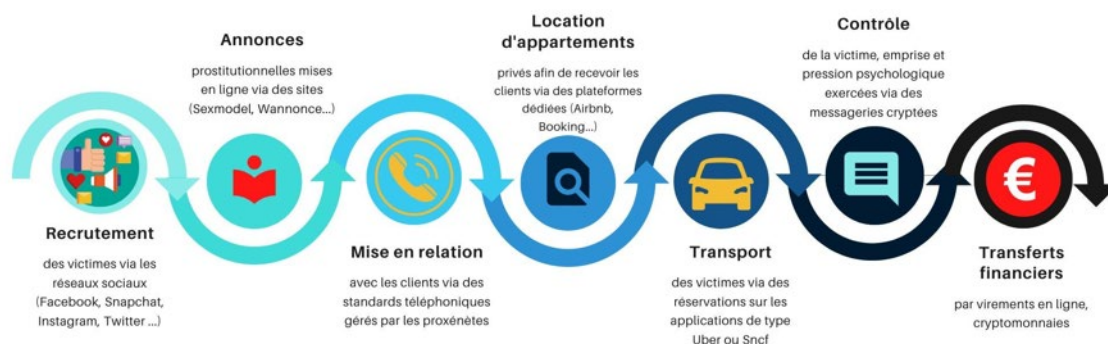 Recrutement
des victimes via les
réseaux sociaux
(Facebook, Snapchat,
Instagram, Twitter ...)
Annonces
prostitutionnelles mises
en ligne via des sites
(Sexmodel, Wannonce...)
Mise en relation
avec les clients via des
standards téléphoniques
gérés par les proxénètes
Location
d'appartements
privés afin de recevoir les
clients via des plateformes
dédiées (Airbnb,
Booking...)
Transport
des victimes via des
réservations sur les
applications de type
Uber ou Sncf
Contrôle
de la victime, emprise et
pression psychologique
exercées via des
messageries cryptées
€
Transferts
financiers
par virements en ligne,
cryptomonnaies